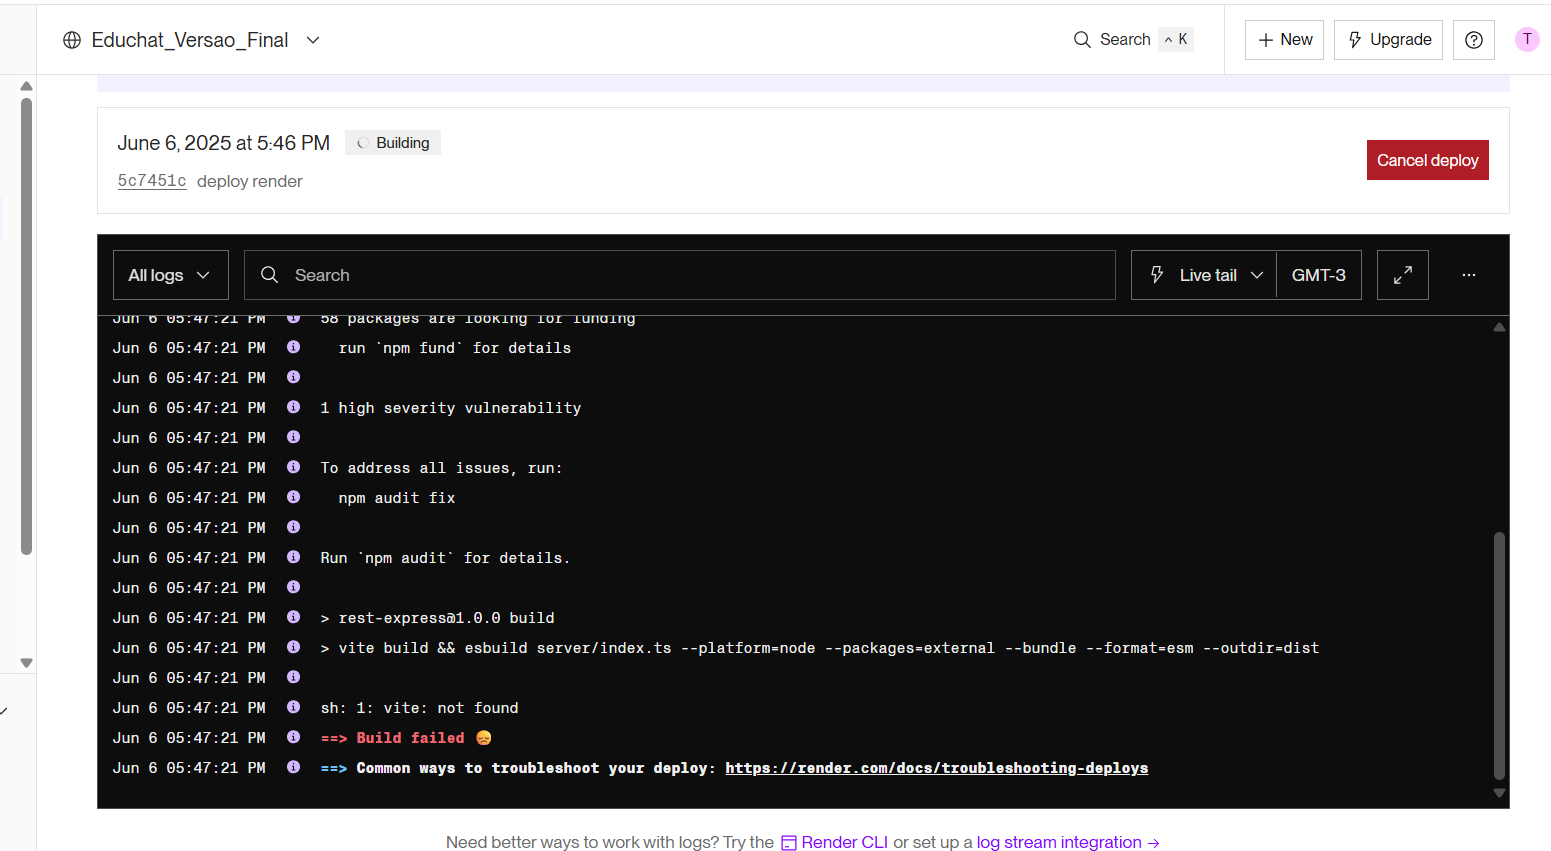 Educhat_Versao_Final
Search ^ K
+ New
Upgrade
T
June 6, 2025 at 5:46 PM Building
5c7451c deploy render
Cancel deploy
All logs
Search
Live tail
GMT-3
Jun 6 05:47:21 PM 58 packages are looking for funding
Jun 6 05:47:21 PM run `npm fund` for details
Jun 6 05:47:21 PM
Jun 6 05:47:21 PM 1 high severity vulnerability
Jun 6 05:47:21 PM
Jun 6 05:47:21 PM To address all issues, run:
Jun 6 05:47:21 PM npm audit fix
Jun 6 05:47:21 PM
Jun 6 05:47:21 PM Run `npm audit` for details.
Jun 6 05:47:21 PM
Jun 6 05:47:21 PM > rest-express@1.0.0 build
Jun 6 05:47:21 PM > vite build && esbuild server/index.ts --platform=node --packages=external --bundle --format=esm --outdir=dist
Jun 6 05:47:21 PM
Jun 6 05:47:21 PM sh: 1: vite: not found
Jun 6 05:47:21 PM ==> Build failed 😞
Jun 6 05:47:21 PM ==> Common ways to troubleshoot your deploy: https://render.com/docs/troubleshooting-deploys
Need better ways to work with logs? Try the Render CLI or set up a log stream integration →